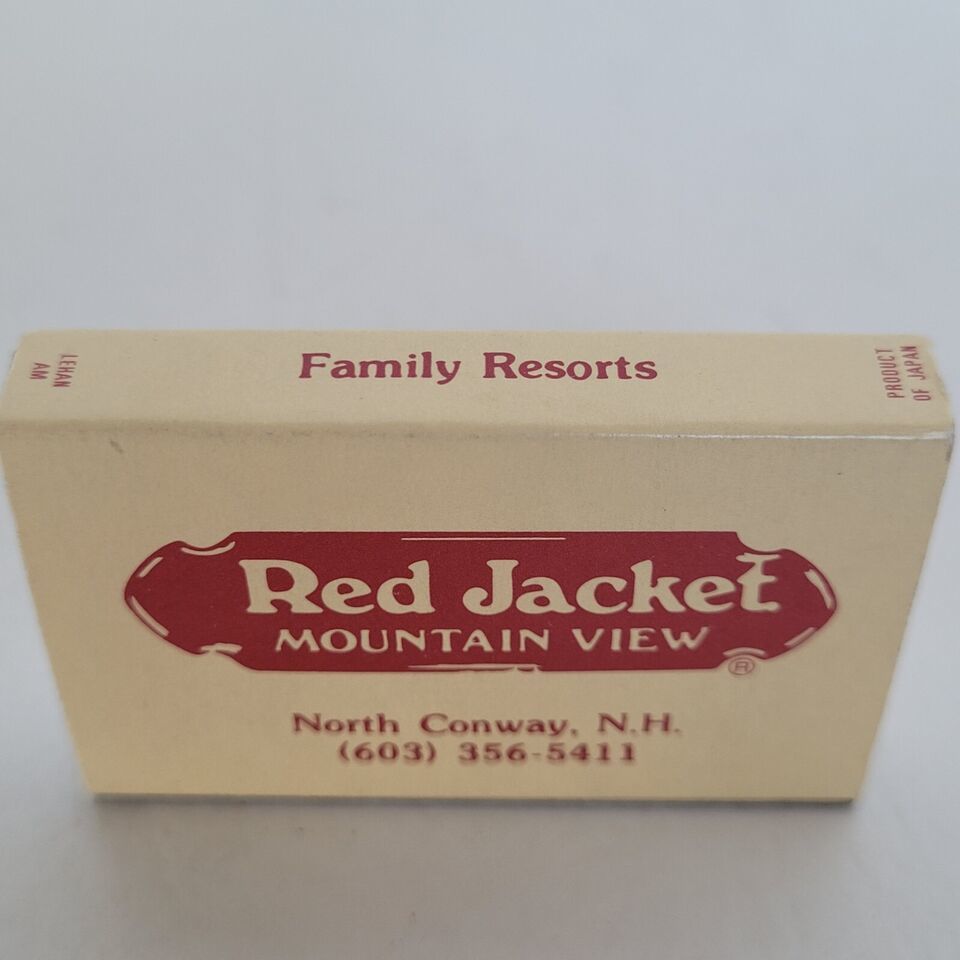 LEHAN
AM
Family Resorts
PRODUCT
OF JAPAN
Red Jacket
MOUNTAIN VIEW
®
North Conway, N.H.
(603) 356-5411